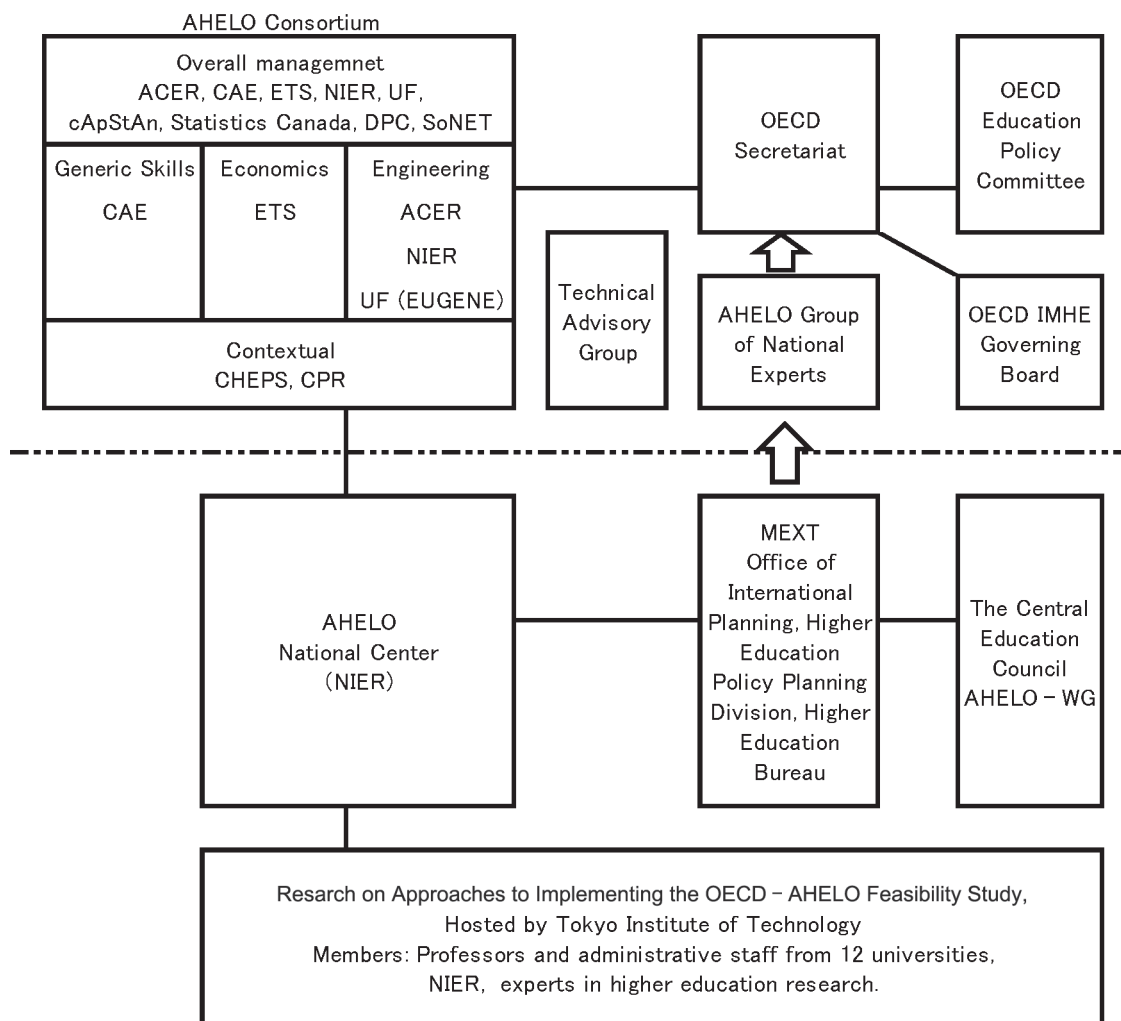 AHELO Consortium
Overall managemnet
ACER, CAE, ETS, NIER, UF,
cApStAn, Statistics Canada, DPC, SoNET
Generic Skills
CAE
Economics
ETS
Engineering
ACER
NIER
UF (EUGENE)
Contextual
CHEPS, CPR
Technical
Advisory
Group
OECD
Secretariat
OECD
Education
Policy
Committee
AHELO Group
of National
Experts
OECD IMHE
Governing
Board
AHELO
National Center
(NIER)
MEXT
Office of
International
Planning, Higher
Education
Policy Planning
Division, Higher
Education
Bureau
The Central
Education
Council
AHELO－WG
Resarch on Approaches to Implementing the OECD－AHELO Feasibility Study,
Hosted by Tokyo Institute of Technology
Members: Professors and administrative staff from 12 universities,
NIER, experts in higher education research.